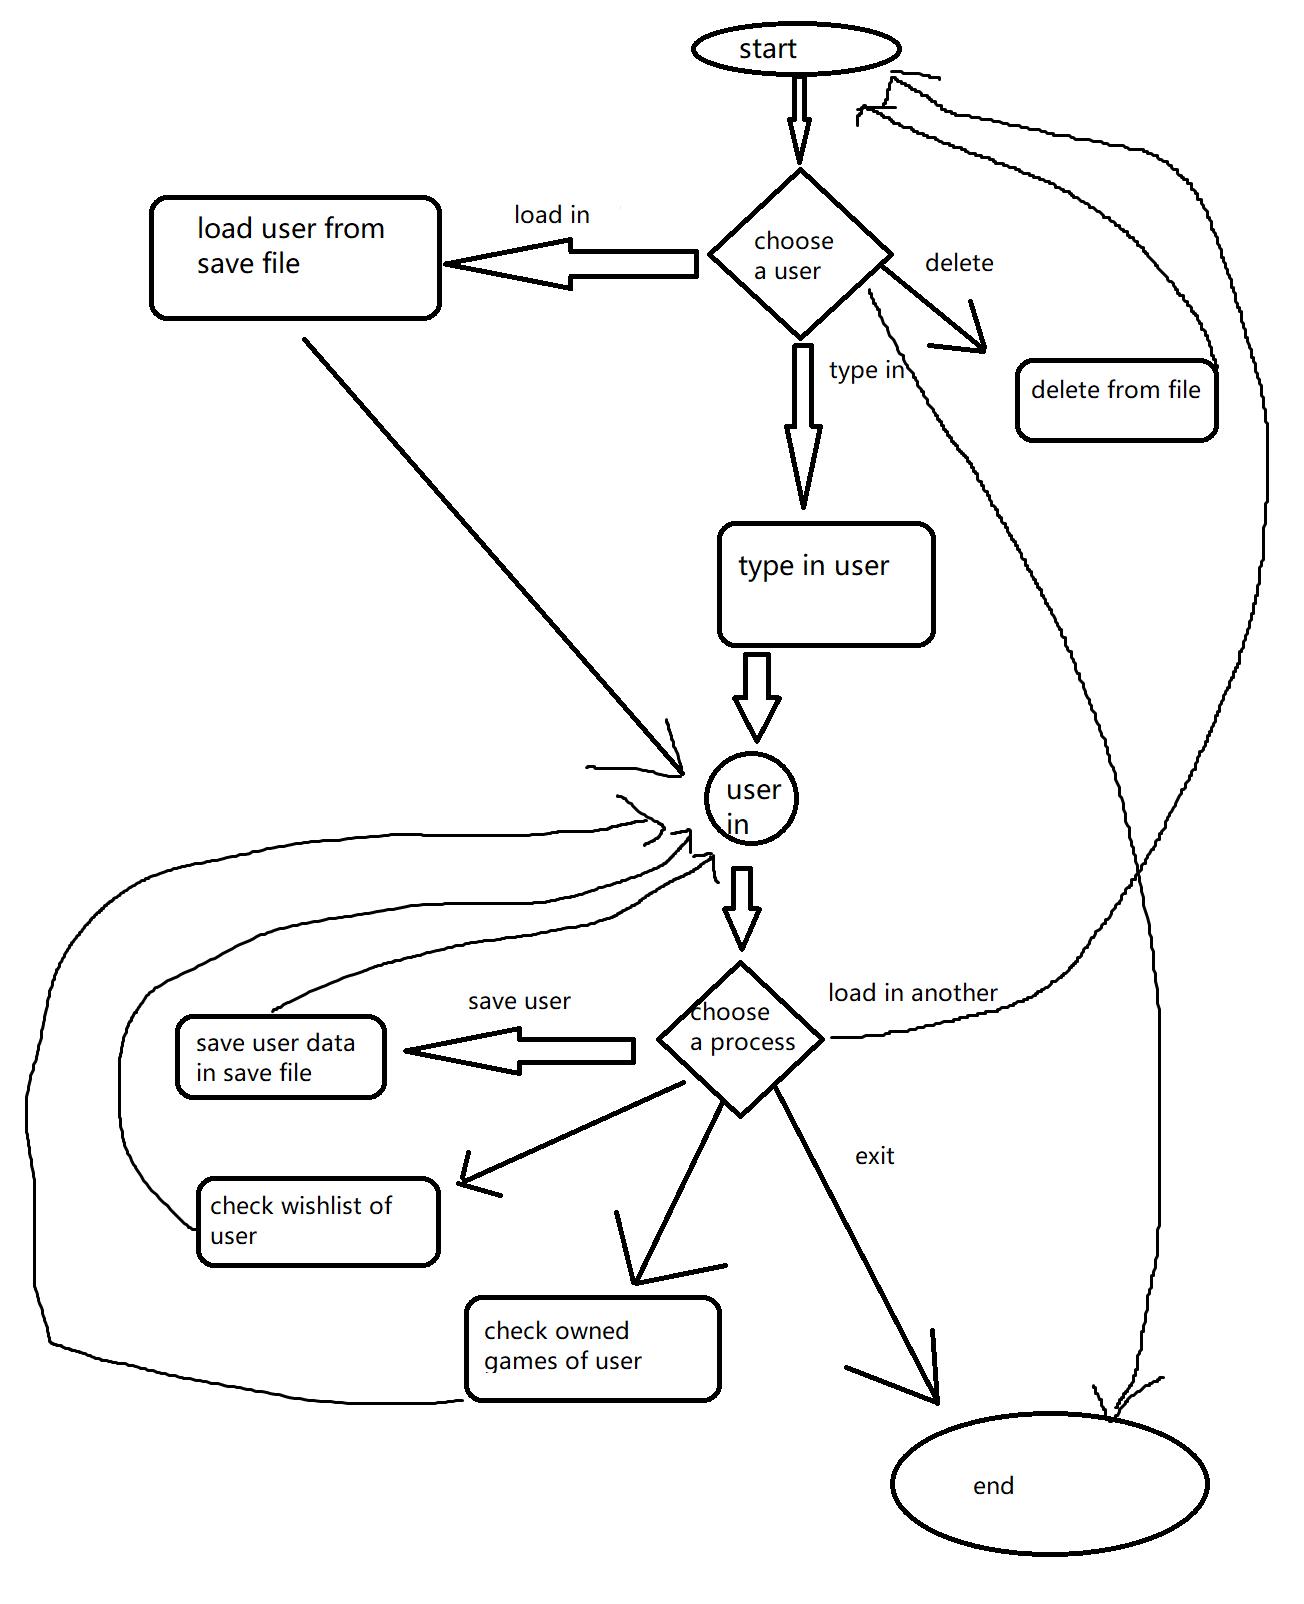 start
load in
load user from
save file
choose
a user
delete
type in
delete from file
type in user
user
in
load in another
save user
choose
a process
save user data
in save file
exit
check wishlist of
user
check owned
games of user
end